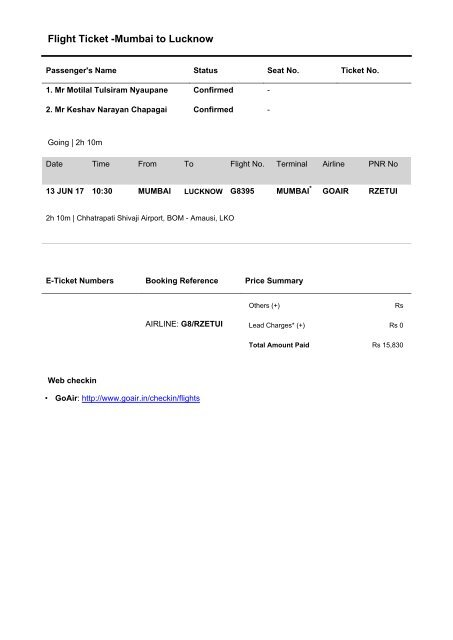 Flight Ticket -Mumbai to Lucknow
Passenger's Name Status Seat No. Ticket No.
1. Mr Motilal Tulsiram Nyaupane Confirmed -
2. Mr Keshav Narayan Chapagai Confirmed -
Going | 2h 10m
Date Time From To Flight No. Terminal Airline PNR No
13 JUN 17 10:30 MUMBAI LUCKNOW G8395 MUMBAI* GOAIR RZETUI
2h 10m | Chhatrapati Shivaji Airport, BOM - Amausi, LKO
E-Ticket Numbers Booking Reference Price Summary
Others (+) Rs
AIRLINE: G8/RZETUI Lead Charges* (+) Rs 0
Total Amount Paid Rs 15,830
Web checkin
• GoAir: http://www.goair.in/checkin/flights